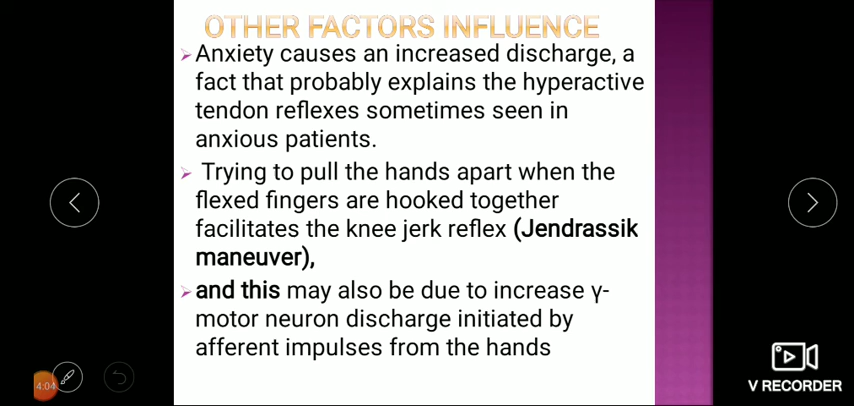 OTHER FACTORS INFLUENCE
Anxiety causes an increased discharge, a
fact that probably explains the hyperactive
tendon reflexes sometimes seen in
anxious patients.
Trying to pull the hands apart when the
flexed fingers are hooked together
facilitates the knee jerk reflex (Jendrassik
maneuver),
and this may also be due to increase γ-
motor neuron discharge initiated by
afferent impulses from the hands
4:04
V RECORDER